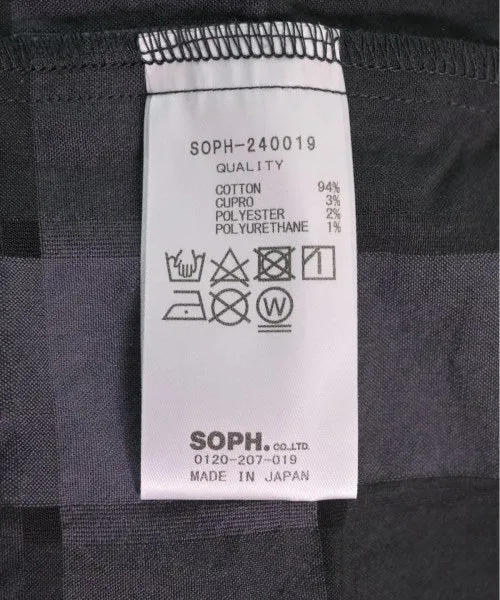 SOPH-240019
QUALITY
COTTON 94%
CUPRO 3%
POLYESTER 2%
POLYURETHANE 1%
W
SOPH. CO.,LTD.
0120-207-019
MADE IN JAPAN